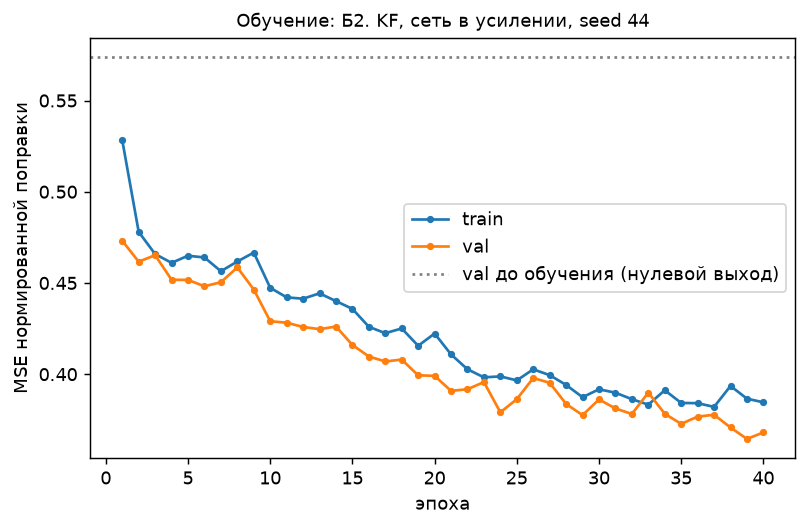 Обучение: Б2. KF, сеть в усилении, seed 44
MSE нормированной поправки
0.55
0.50
0.45
0.40
train
val
val до обучения (нулевой выход)
0
5
10
15
20
25
30
35
40
эпоха